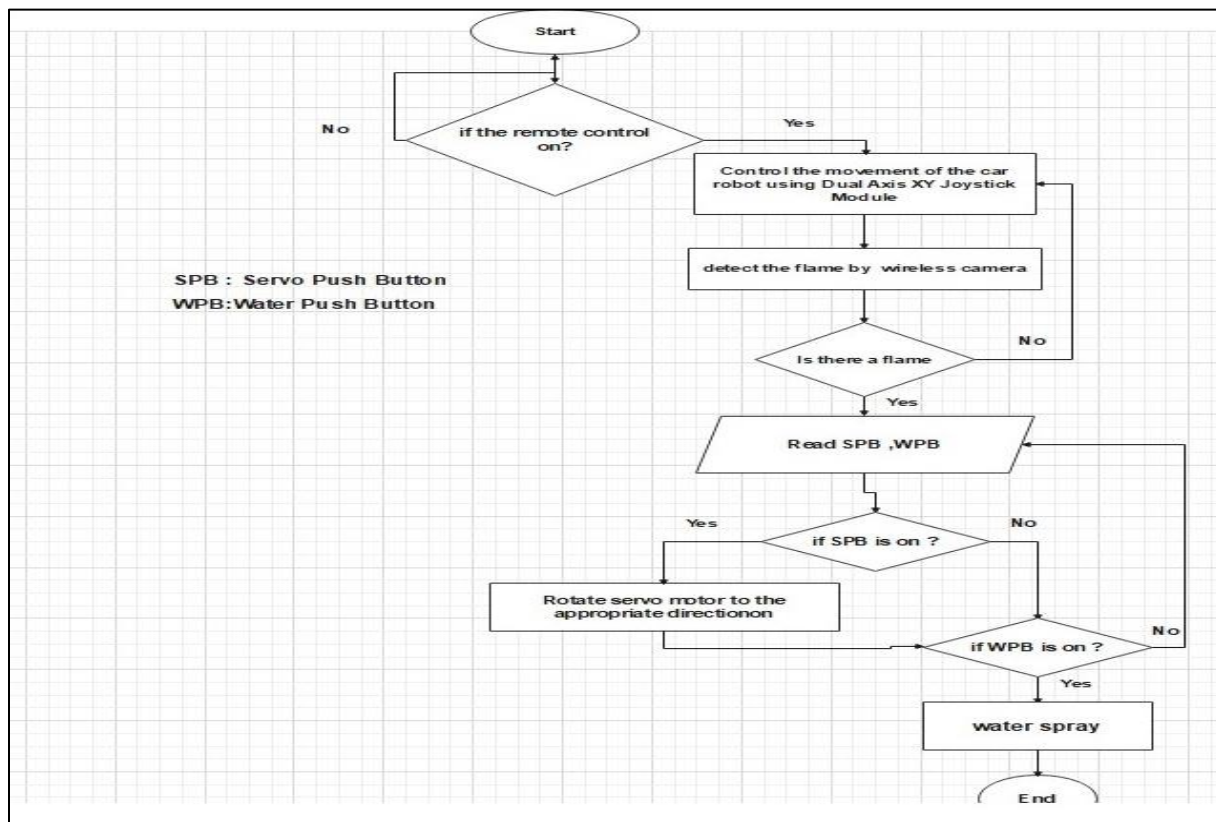 Start
No
if the remote control
on?
Yes
Control the movement of the car
robot using Dual Axis XY Joystick
Module
SPB : Servo Push Button
WPB:Water Push Button
detect the flame by wireless camera
Is there a flame
No
Yes
Read SPB ,WPB
Yes
if SPB is on ?
No
Rotate servo motor to the
appropriate directionon
if WPB is on ?
No
Yes
water spray
End